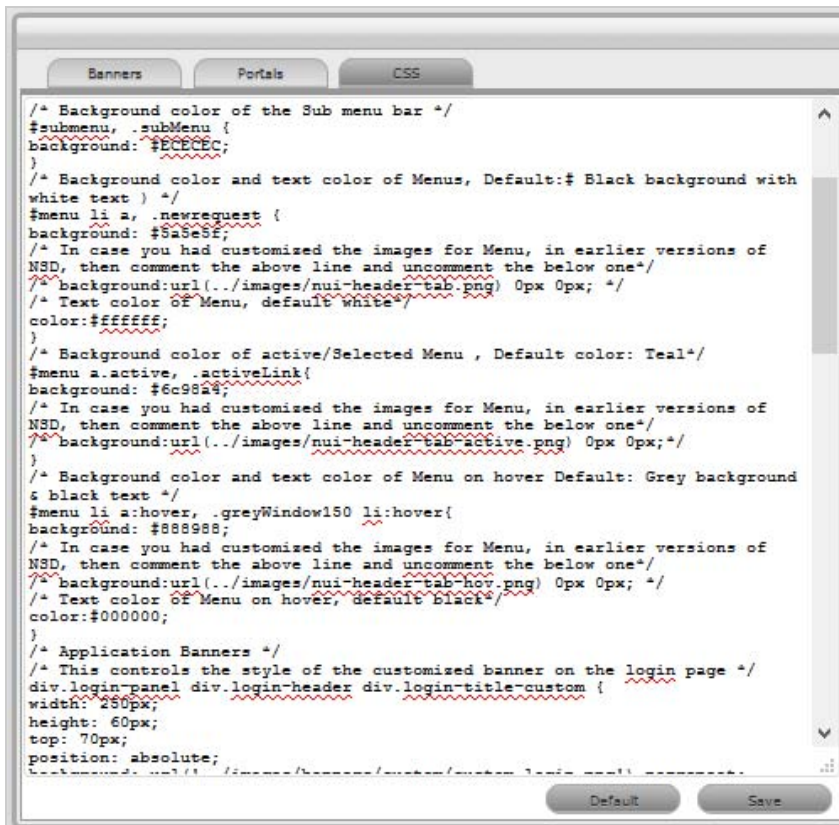 Banners Portals CSS
/* Background color of the Sub menu bar */
#submenu, .subMenu {
background: #ECECEC;
}
/* Background color and text color of Menus, Default:# Black background with
white text ) */
#menu li a, .newrequest {
background: #5a5e5f;
/* In case you had customized the images for Menu, in earlier versions of
NSD, then comment the above line and uncomment the below one*/
/* background:url(../images/nui-header-tab.png) 0px 0px; */
/* Text color of Menu, default white*/
color:#ffffff;
}
/* Background color of active/Selected Menu , Default color: Teal*/
#menu a.active, .activeLink{
background: #6c98a4;
/* In case you had customized the images for Menu, in earlier versions of
NSD, then comment the above line and uncomment the below one*/
/* background:url(../images/nui-header-tab-active.png) 0px 0px;*/
}
/* Background color and text color of Menu on hover Default: Grey background
& black text */
#menu li a:hover, .greyWindow150 li:hover{
background: #888988;
/* In case you had customized the images for Menu, in earlier versions of
NSD, then comment the above line and uncomment the below one*/
/* background:url(../images/nui-header-tab-hov.png) 0px 0px; */
/* Text color of Menu on hover, default black*/
color:#000000;
}
/* Application Banners */
/* This controls the style of the customized banner on the login page */
div.login-panel div.login-header div.login-title-custom {
width: 250px;
height: 60px;
top: 70px;
position: absolute;
Default Save